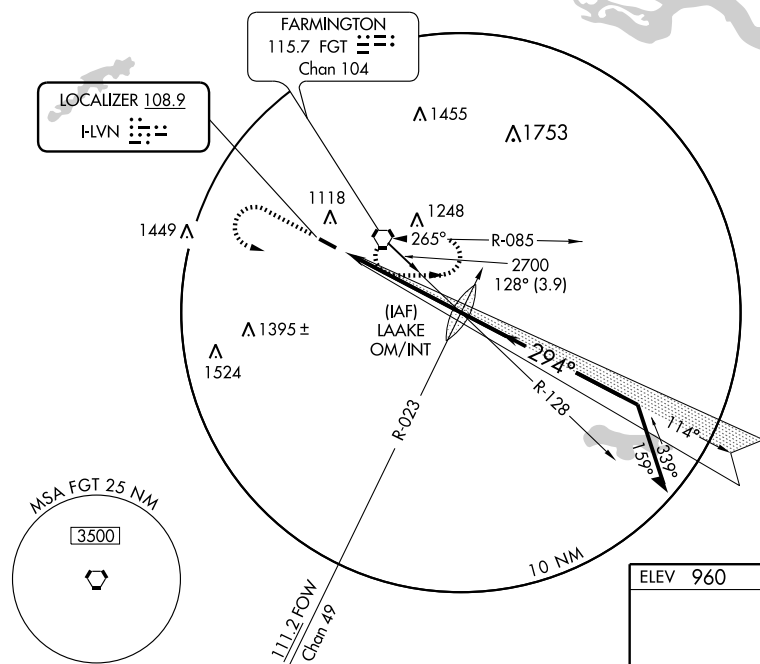 FARMINGTON
115.7 FGT
Chan 104
LOCALIZER 108.9
I-LVN
1455
1753
1118
1449
1248
265°
R-085
2700
128° (3.9)
(IAF)
LAAKE
OM/INT
1395 ±
1524
294°
R-128
R-023
114°
339°
159°
MSA FGT 25 NM
3500
10 NM
111.2 FOW
Chan 49
ELEV 960